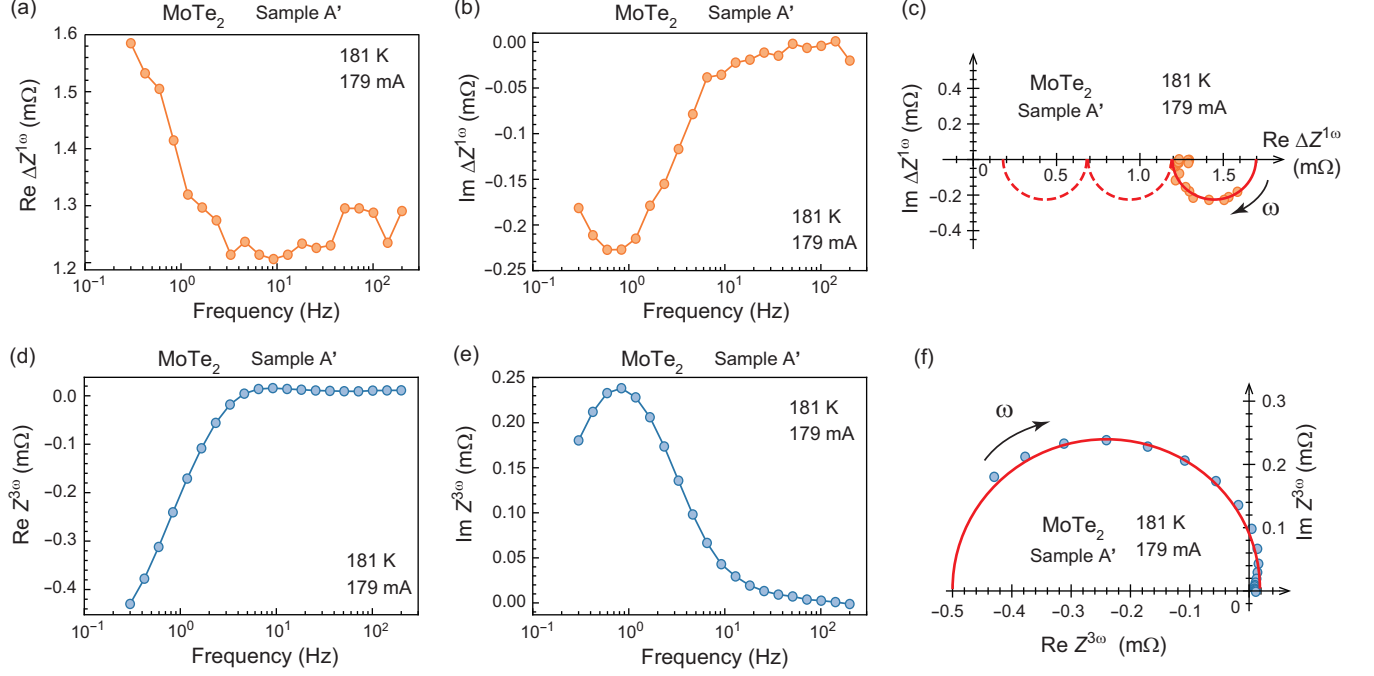 (a) MoTe₂ Sample A'
Re ΔZ¹ω (mΩ)
1.6
1.5
1.4
1.3
1.2
181 K
179 mA
10⁻¹ 10⁰ 10¹ 10²
Frequency (Hz)
(b) MoTe₂ Sample A'
Im ΔZ¹ω (mΩ)
0.00
−0.05
−0.10
−0.15
−0.20
−0.25
181 K
179 mA
10⁻¹ 10⁰ 10¹ 10²
Frequency (Hz)
(c)
Im ΔZ¹ω (mΩ)
0.4
0.2
0
−0.2
−0.4
MoTe₂ 181 K
Sample A' 179 mA
Re ΔZ¹ω
(mΩ)
0 0.5 1.0 1.5
ω
(d) MoTe₂ Sample A'
Re Z³ω (mΩ)
0.0
−0.1
−0.2
−0.3
−0.4
181 K
179 mA
10⁻¹ 10⁰ 10¹ 10²
Frequency (Hz)
(e) MoTe₂ Sample A'
Im Z³ω (mΩ)
0.25
0.20
0.15
0.10
0.05
0.00
181 K
179 mA
10⁻¹ 10⁰ 10¹ 10²
Frequency (Hz)
(f)
ω
0.3
0.2
0.1
Im Z³ω (mΩ)
MoTe₂ 181 K
Sample A' 179 mA
−0.5 −0.4 −0.3 −0.2 −0.1 0
Re Z³ω (mΩ)